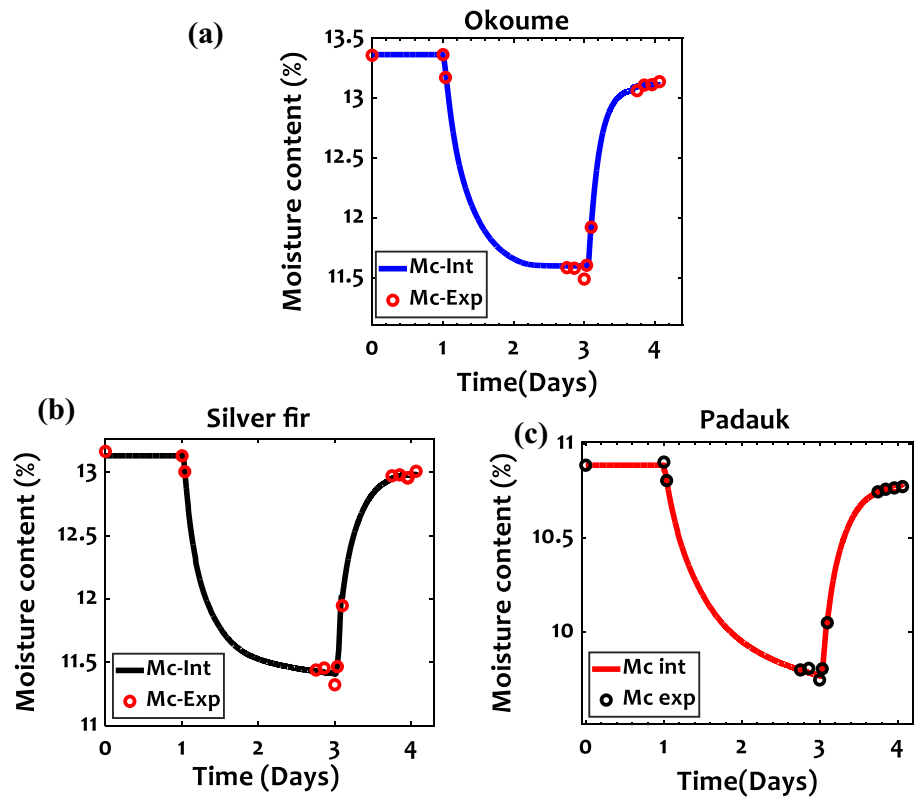 (a)
Okoume
13.5
13
12.5
12
11.5
Moisture content (%)
Mc-Int
Mc-Exp
0 1 2 3 4
Time(Days)
(b)
Silver fir
13
12.5
12
11.5
11
Moisture content (%)
Mc-Int
Mc-Exp
0 1 2 3 4
Time (Days)
(c)
Padauk
11
10.5
10
Moisture content (%)
Mc int
Mc exp
0 1 2 3 4
Time(Days)